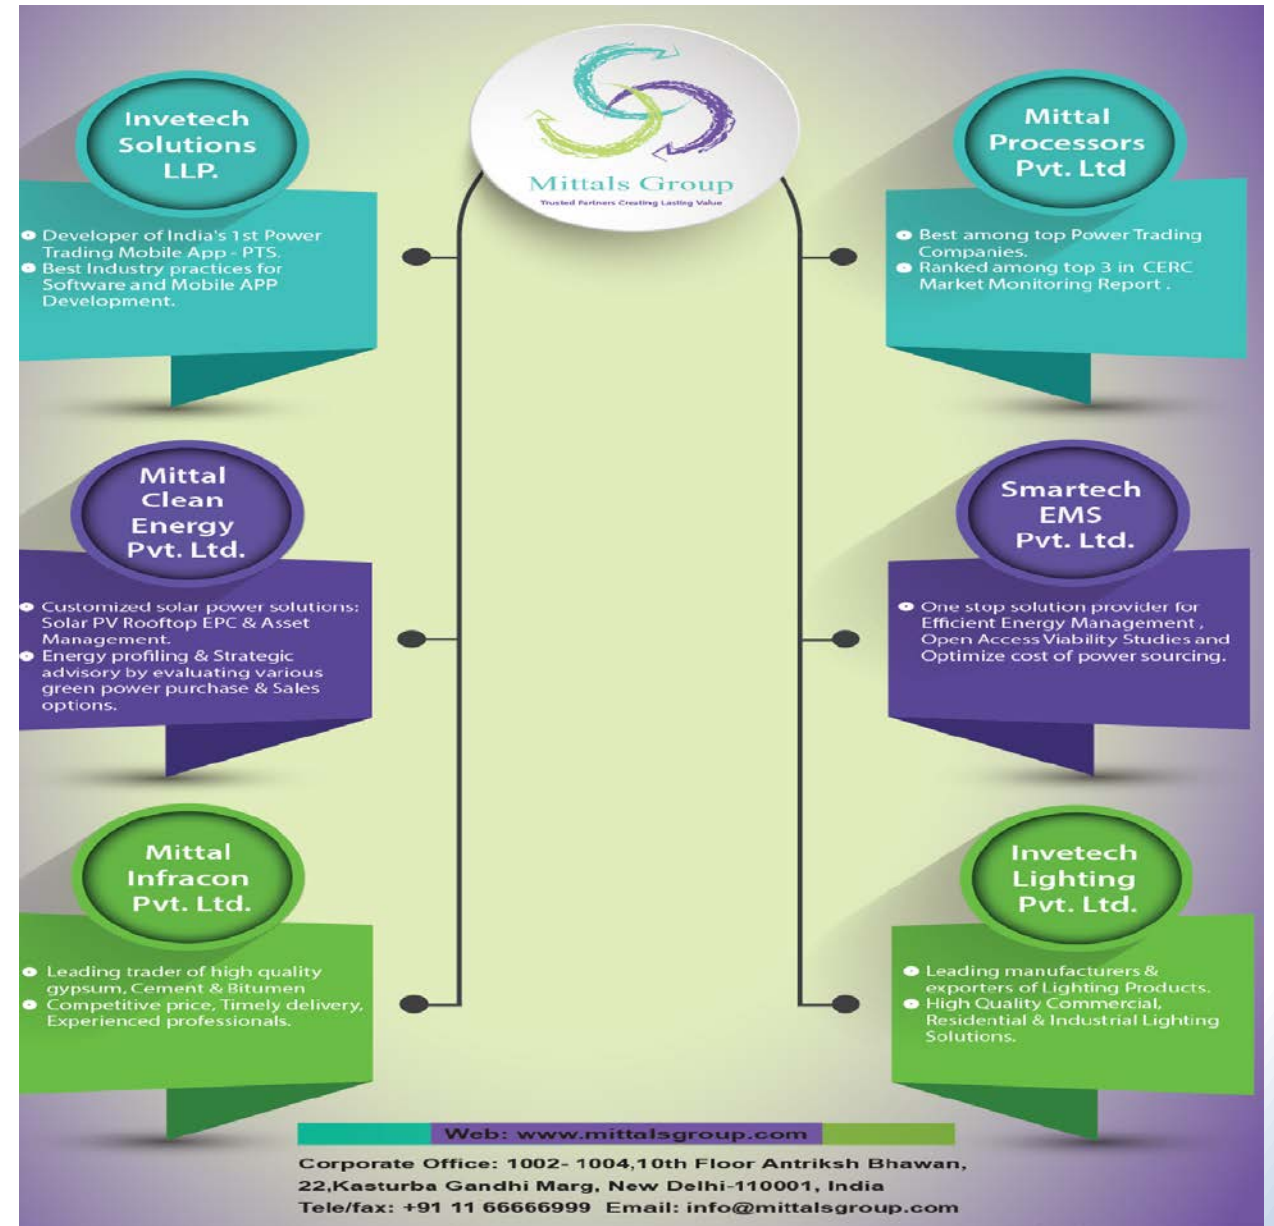 Mittals Group
Trusted Partners Creating Lasting Value
Invetech
Solutions
LLP.
Developer of India's 1st Power
Trading Mobile App - PTS.
Best Industry practices for
Software and Mobile APP
Development.
Mittal
Processors
Pvt. Ltd
Best among top Power Trading
Companies.
Ranked among top 3 in CERC
Market Monitoring Report .
Mittal
Clean
Energy
Pvt. Ltd.
Customized solar power solutions:
Solar PV Rooftop EPC & Asset
Management.
Energy profiling & Strategic
advisory by evaluating various
green power purchase & Sales
options.
Smartech
EMS
Pvt. Ltd.
One stop solution provider for
Efficient Energy Management ,
Open Access Viability Studies and
Optimize cost of power sourcing.
Mittal
Infracon
Pvt. Ltd.
Leading trader of high quality
gypsum, Cement & Bitumen
Competitive price, Timely delivery,
Experienced professionals.
Invetech
Lighting
Pvt. Ltd.
Leading manufacturers &
exporters of Lighting Products.
High Quality Commercial,
Residential & Industrial Lighting
Solutions.
Web: www.mittalsgroup.com
Corporate Office: 1002- 1004,10th Floor Antriksh Bhawan,
22,Kasturba Gandhi Marg, New Delhi-110001, India
Tele/fax: +91 11 66666999 Email: info@mittalsgroup.com